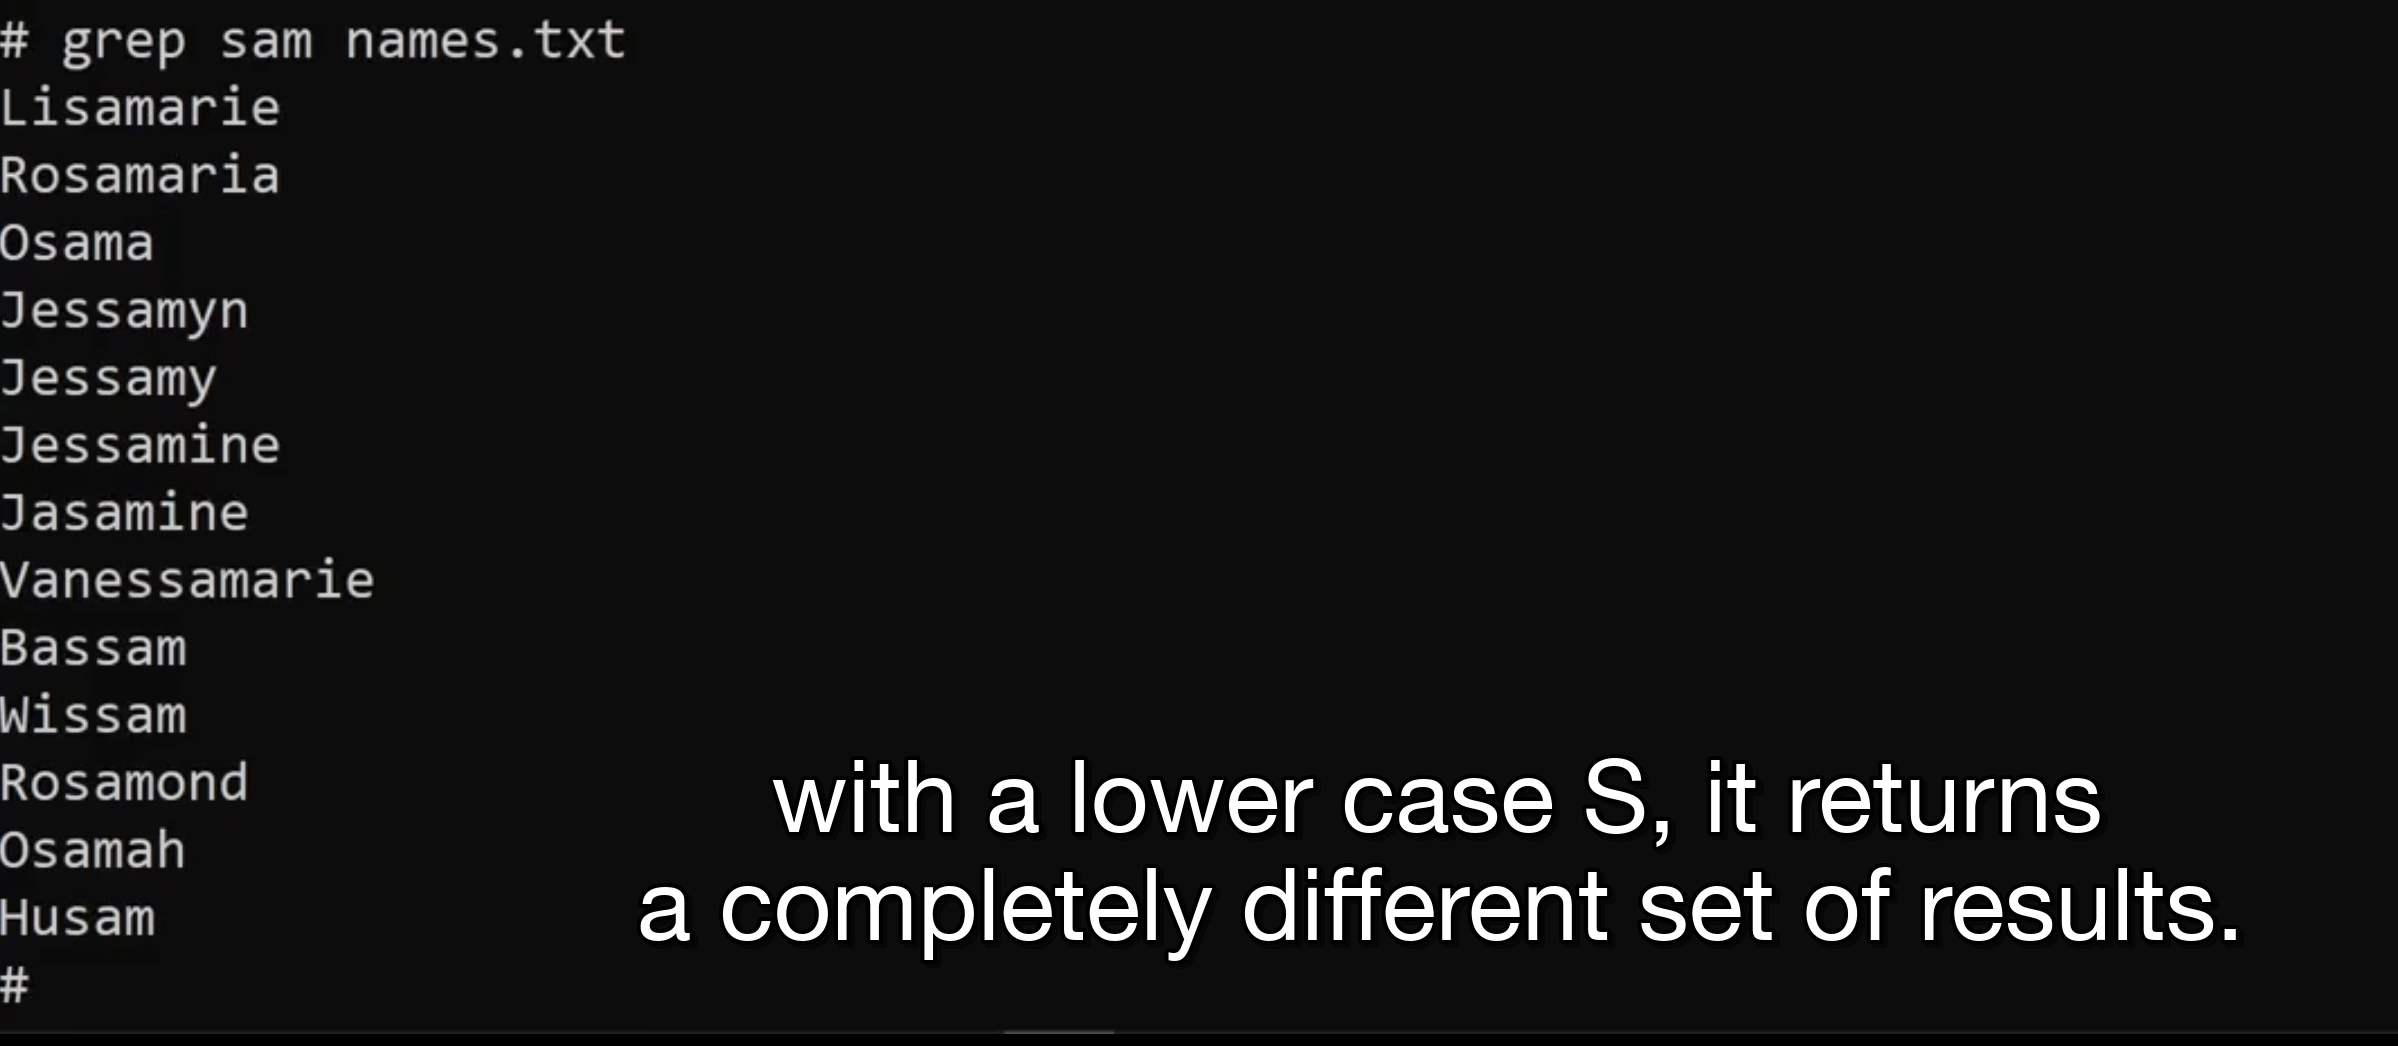 # grep sam names.txt
Lisamarie
Rosamaria
Osama
Jessamyn
Jessamy
Jessamine
Jasamine
Vanessamarie
Bassam
Wissam
Rosamond
Osamah
Husam
#
with a lower case S, it returns
a completely different set of results.